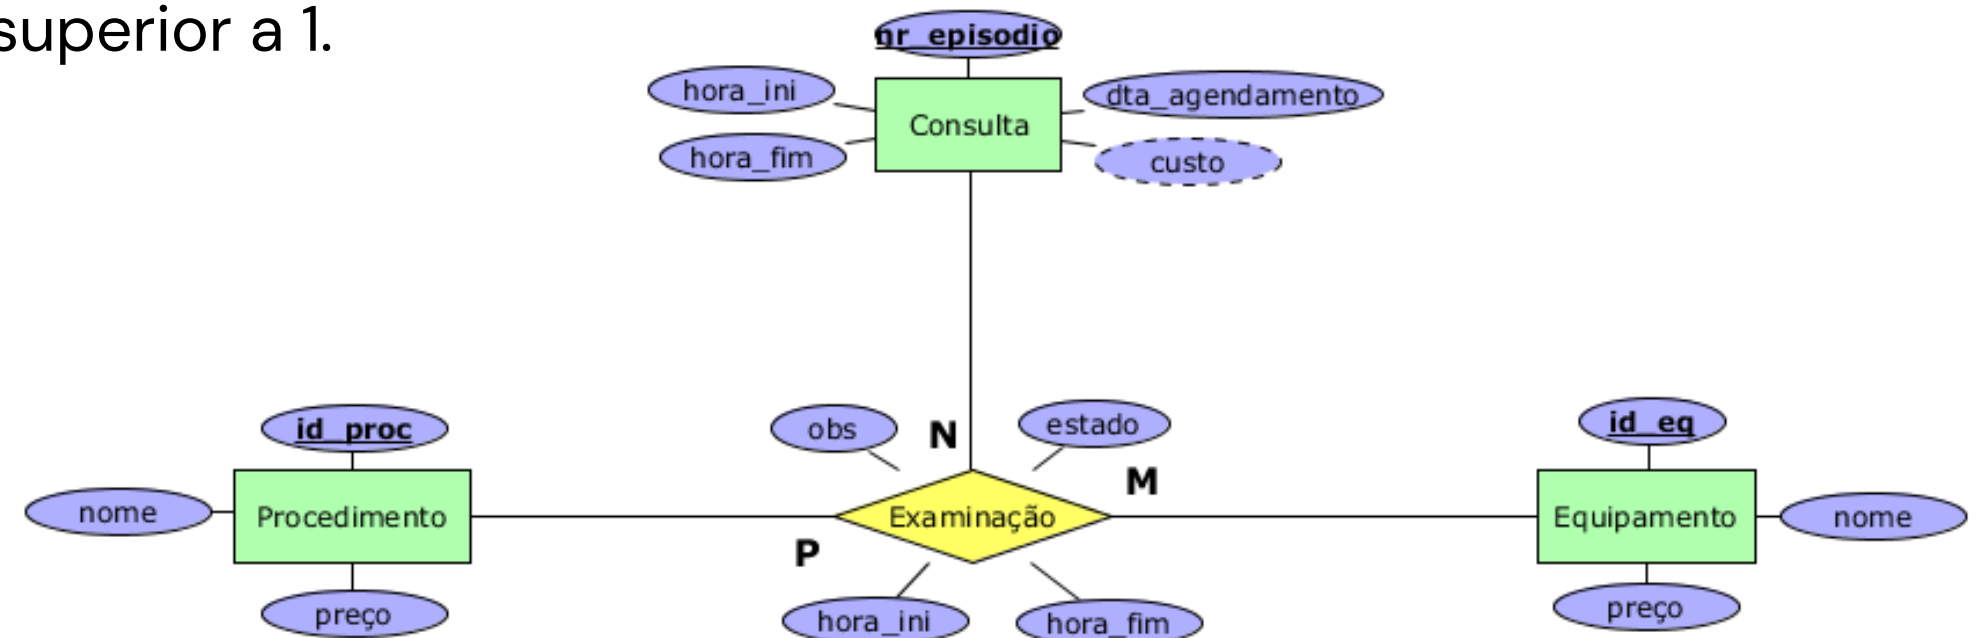 superior a 1.
nr_episodio
hora_ini
dta_agendamento
Consulta
hora_fim
custo
id_proc
obs
N
estado
id_eq
M
nome
Procedimento
Examinação
Equipamento
nome
P
preço
hora_ini
hora_fim
preço